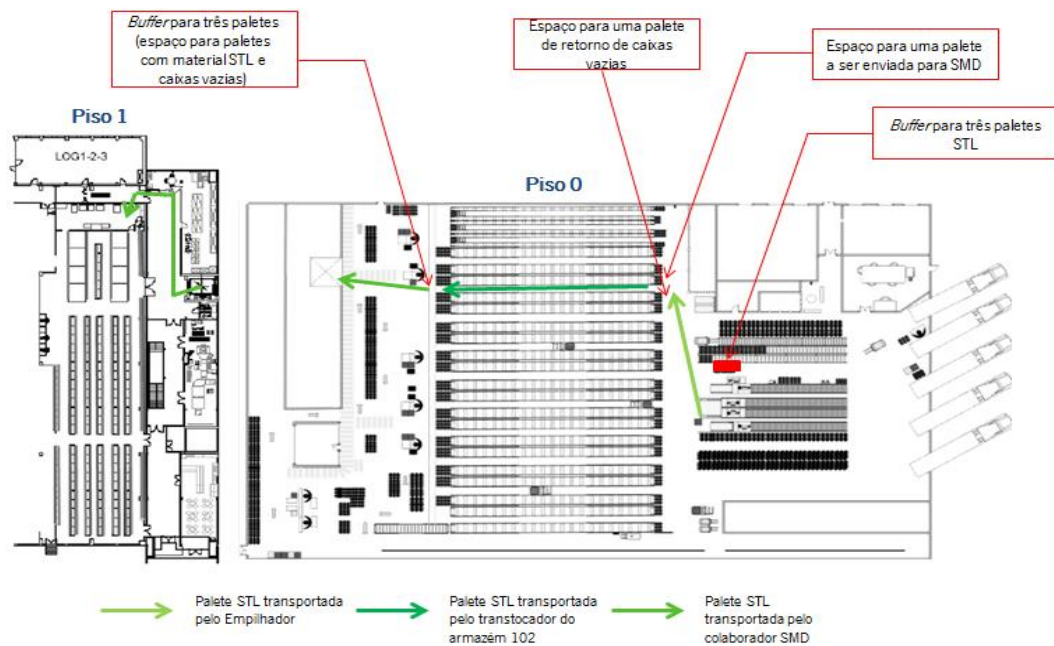 Buffer para três paletes
(espaço para paletes
com material STL e
caixas vazias)
Espaço para uma palete
de retorno de caixas
vazias
Espaço para uma palete
a ser enviada para SMD
Buffer para três paletes
STL
Piso 1
LOG1-2-3
Piso 0
Palete STL transportada
pelo Empilhador
Palete STL transportada
pelo transtocador do
armazém 102
Palete STL
transportada pelo
colaborador SMD